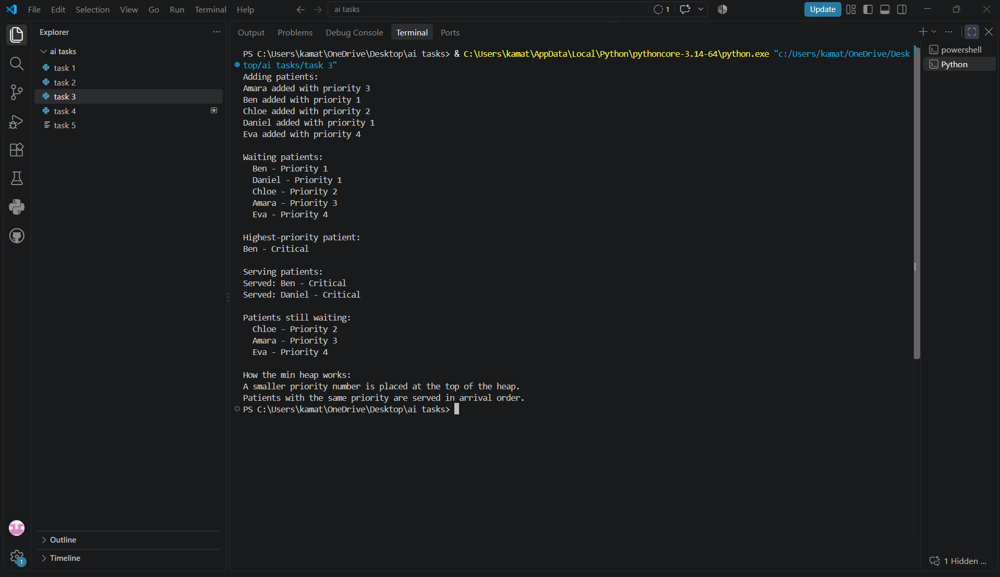 File Edit Selection View Go Run Terminal Help
ai tasks
1
Update
Explorer
ai tasks
task 1
task 2
task 3
task 4
task 5
Outline
Timeline
1
Output Problems Debug Console Terminal Ports
PS C:\Users\kamat\OneDrive\Desktop\ai tasks> & C:\Users\kamat\AppData\Local\Python\pythoncore-3.14-64\python.exe "c:/Users/kamat/OneDrive/Desk
top/ai tasks/task 3"
Adding patients:
Amara added with priority 3
Ben added with priority 1
Chloe added with priority 2
Daniel added with priority 1
Eva added with priority 4
Waiting patients:
Ben - Priority 1
Daniel - Priority 1
Chloe - Priority 2
Amara - Priority 3
Eva - Priority 4
Highest-priority patient:
Ben - Critical
Serving patients:
Served: Ben - Critical
Served: Daniel - Critical
Patients still waiting:
Chloe - Priority 2
Amara - Priority 3
Eva - Priority 4
How the min heap works:
A smaller priority number is placed at the top of the heap.
Patients with the same priority are served in arrival order.
PS C:\Users\kamat\OneDrive\Desktop\ai tasks>
powershell
Python
1 Hidden ...